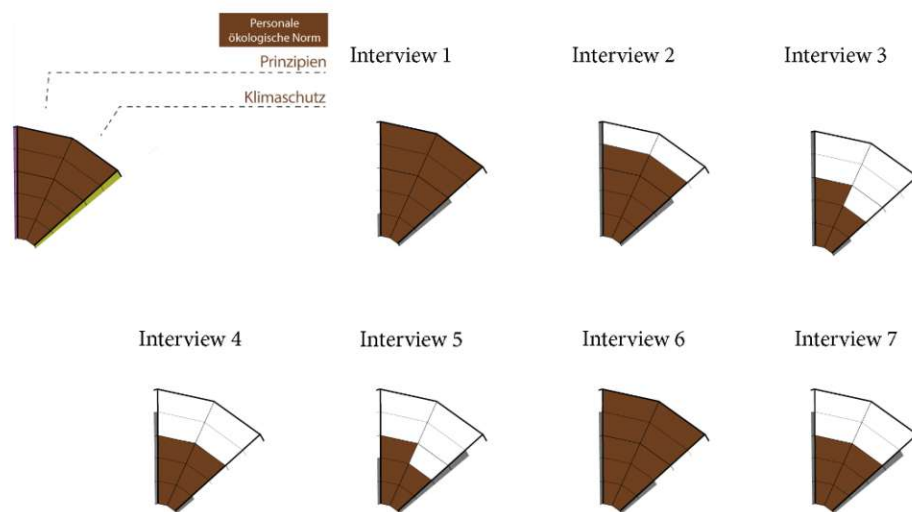 Personale
ökologische Norm
Prinzipien
Klimaschutz
Interview 1
Interview 2
Interview 3
Interview 4
Interview 5
Interview 6
Interview 7